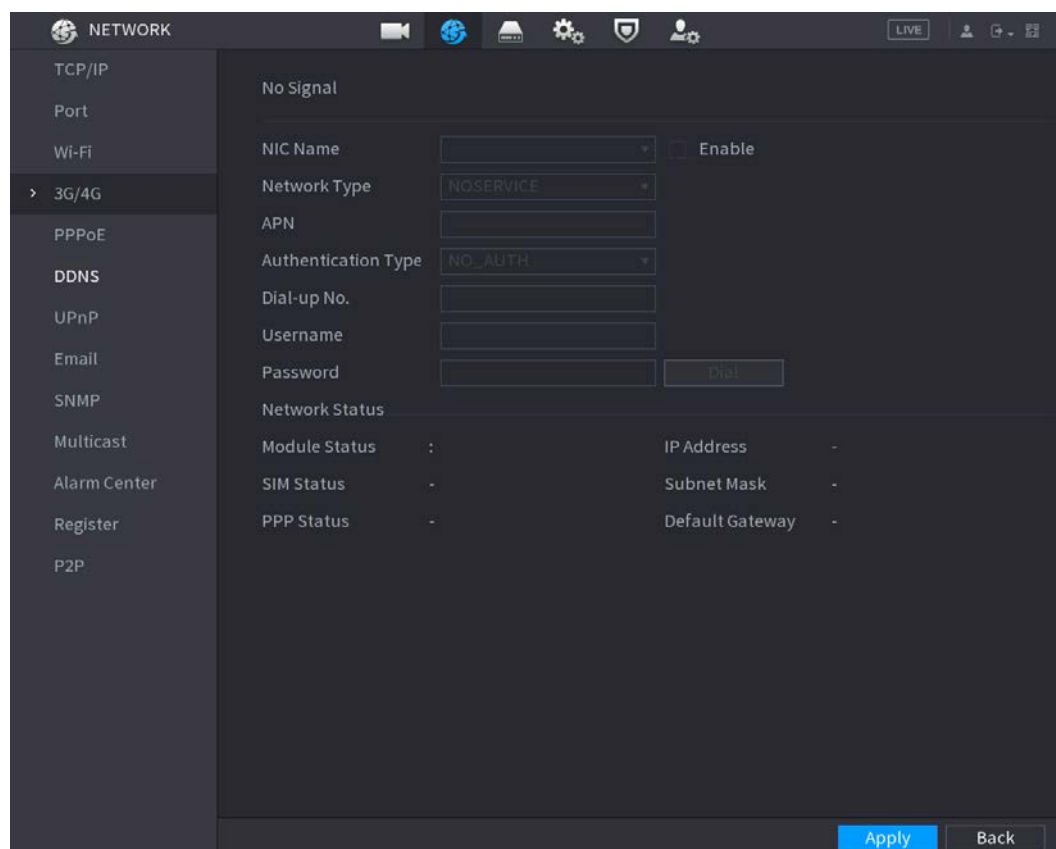 NETWORK
LIVE
TCP/IP
Port
Wi-Fi
3G/4G
PPPoE
DDNS
UPnP
Email
SNMP
Multicast
Alarm Center
Register
P2P
No Signal
NIC Name Enable
Network Type NOSERVICE
APN
Authentication Type NO_AUTH
Dial-up No.
Username
Password Dial
Network Status
Module Status : IP Address -
SIM Status - Subnet Mask -
PPP Status - Default Gateway -
Apply Back